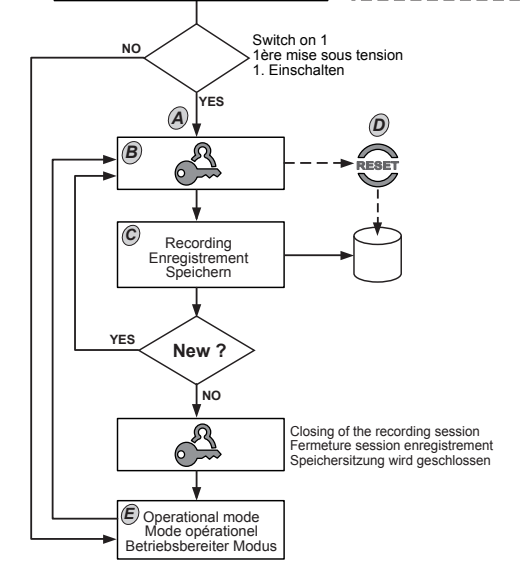 Switch on 1
1ère mise sous tension
1. Einschalten
NO
YES
A
B
D
RESET
C
Recording
Enregistrement
Speichern
YES
New ?
NO
Closing of the recording session
Fermeture session enregistrement
Speichersitzung wird geschlossen
E
Operational mode
Mode opérationel
Betriebsbereiter Modus